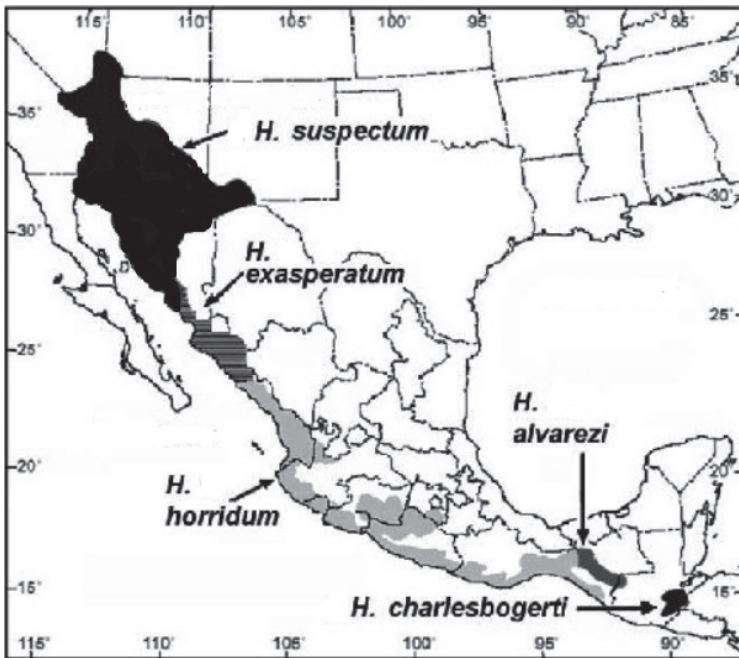 115° 110° 105° 100° 95° 90° 85°
35° 35°
H. suspectum
30° 30°
H.
exasperatum
25° 25°
H.
alvarezi
20° 20°
H.
horridum
15° 15°
H. charlesbogerti
115° 110° 105° 100° 95° 90°